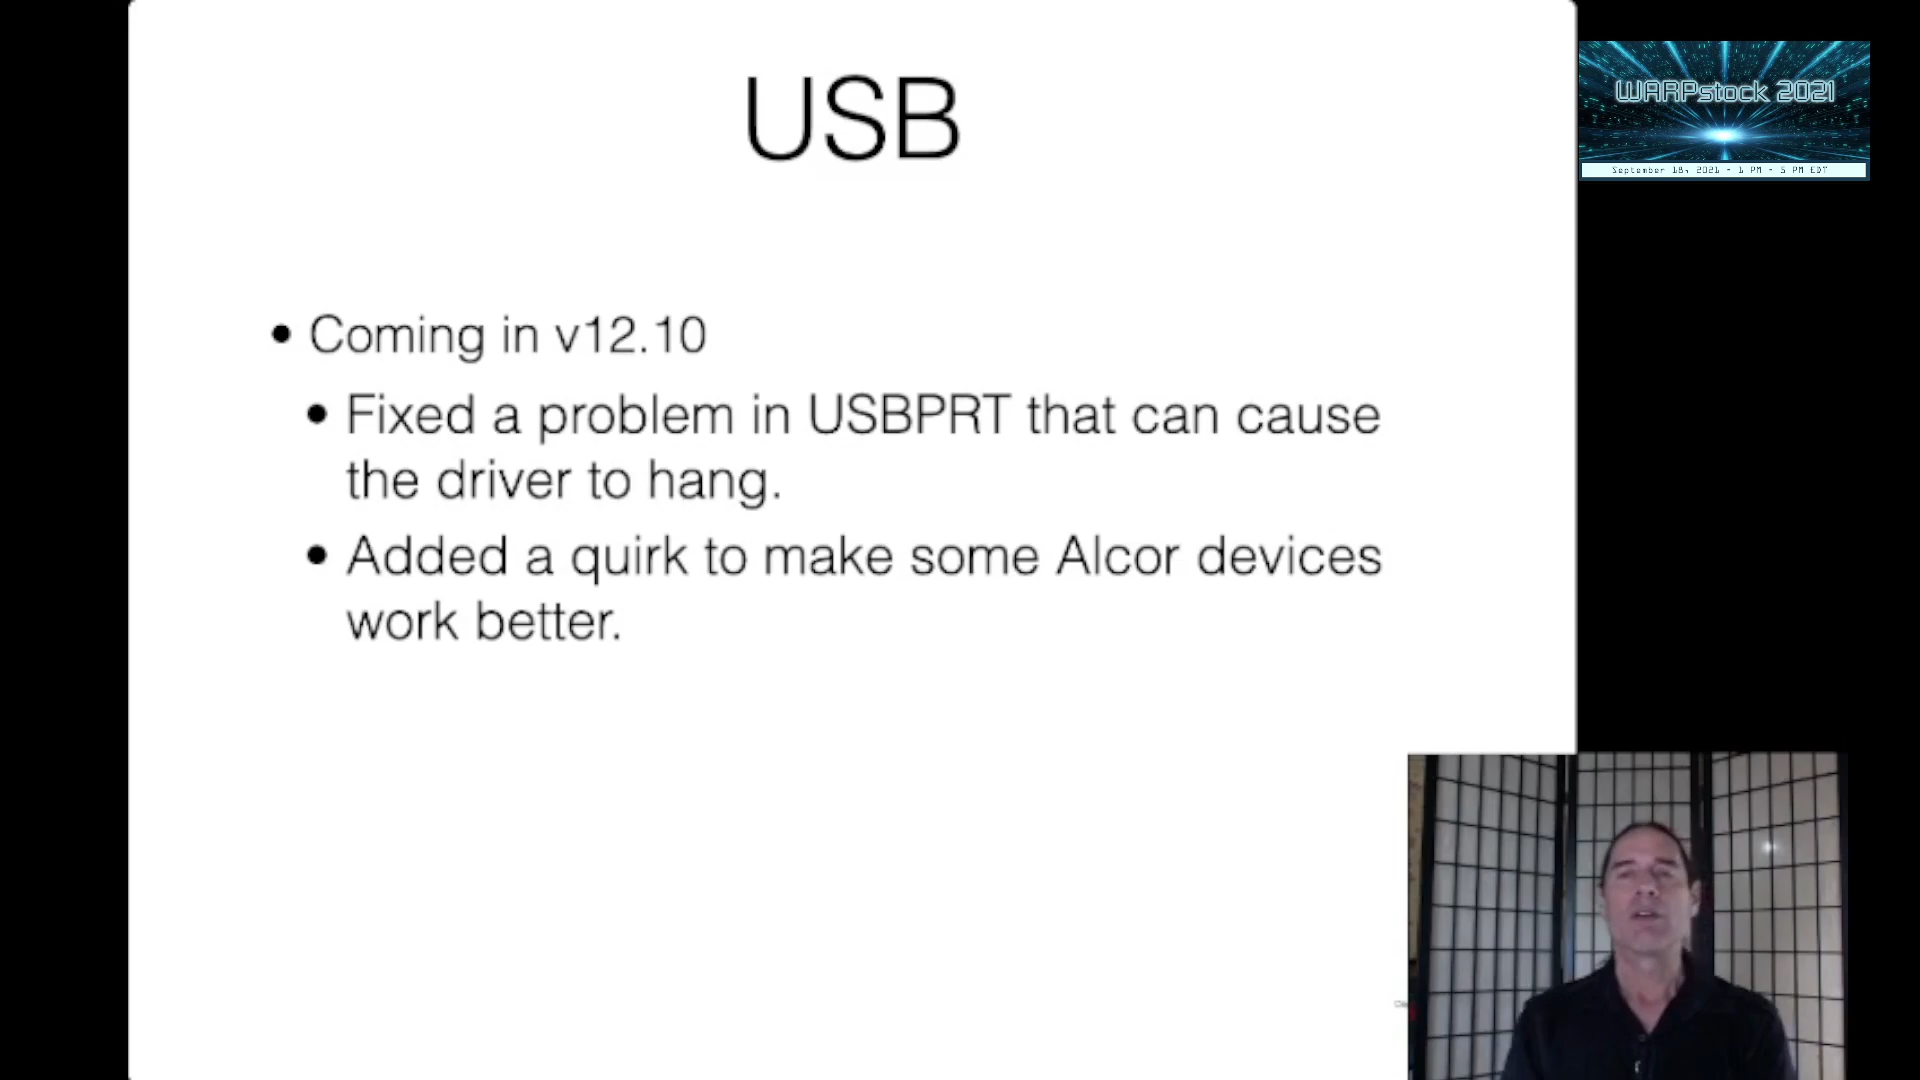 USB
WARPstock 2021
September 18, 2021 - 1 PM - 5 PM EDT
• Coming in v12.10
• Fixed a problem in USBPRT that can cause
the driver to hang.
• Added a quirk to make some Alcor devices
work better.